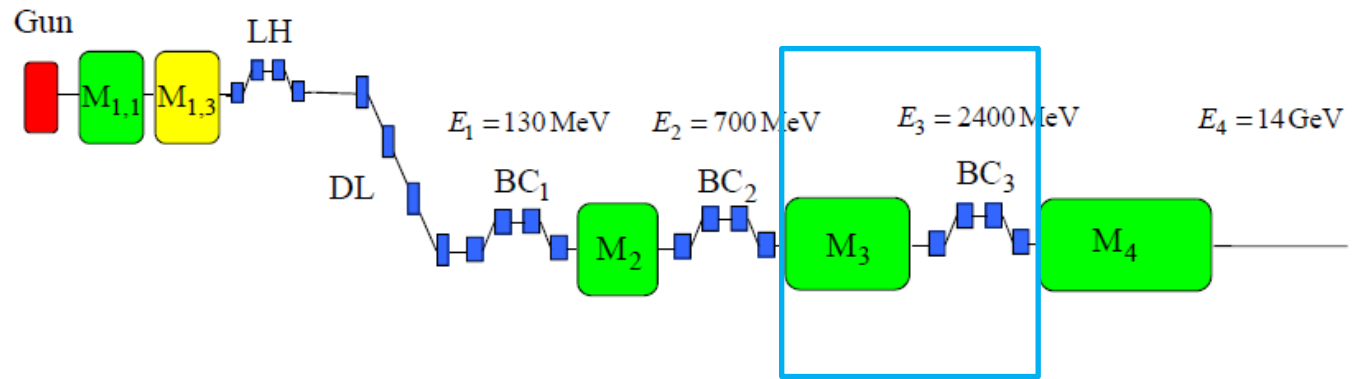 Gun
LH
M1,1
M1,3
E1 = 130 MeV
E2 = 700 MeV
E3 = 2400 MeV
E4 = 14 GeV
DL
BC1
BC2
BC3
M2
M3
M4